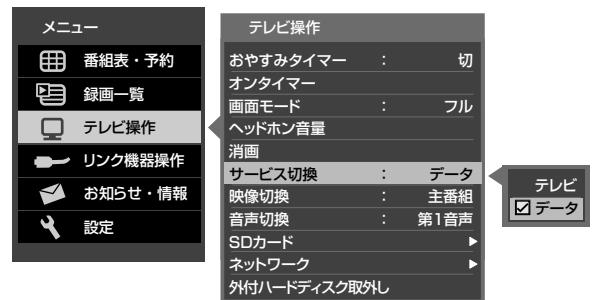 メニュー
番組表・予約
録画一覧
テレビ操作
リンク機器操作
お知らせ・情報
設定
テレビ操作
おやすみタイマー : 切
オンタイマー
画面モード : フル
ヘッドホン音量
消画
サービス切換 : データ
映像切換 : 主番組
音声切換 : 第1音声
SDカード
ネットワーク
外付ハードディスク取外し
テレビ
データ